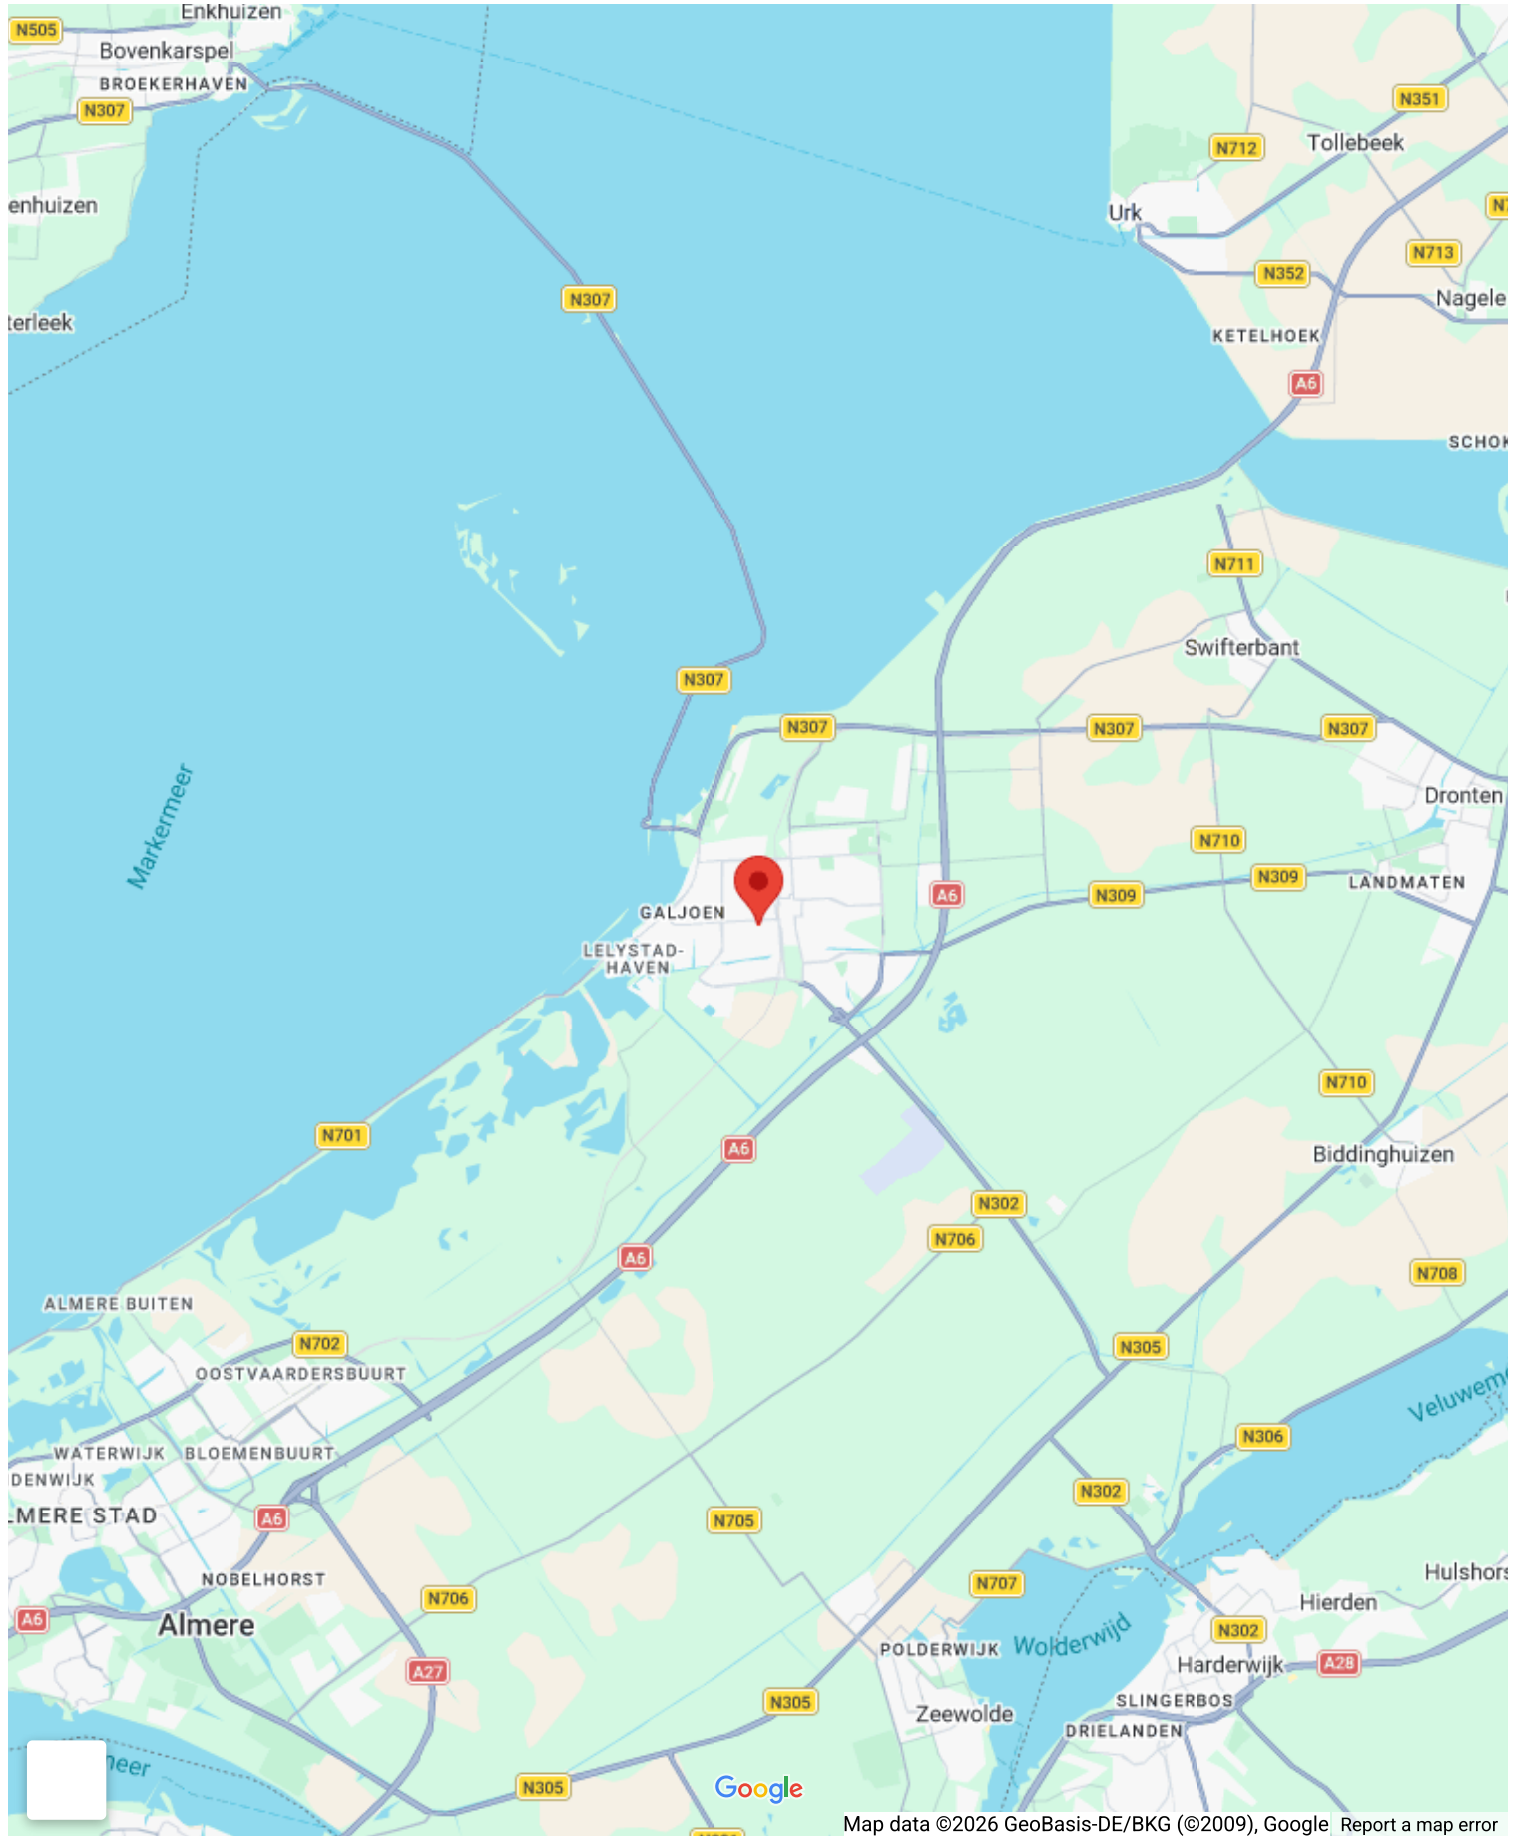 Enkhuizen
N505
Bovenkarspel
BROEKERHAVEN
N307
N351
Tollebeek
N712
enhuizen
Urk
N713
N352
N307
Nagele
terleek
KETELHOEK
A6
SCHOK
N711
Swifterbant
N307
N307
N307
N307
Markermeer
Dronten
N710
N309
LANDMATEN
A6
N309
GALJOEN
LELYSTAD-
HAVEN
N710
N701
A6
Biddinghuizen
N302
N706
A6
N708
ALMERE BUITEN
N702
N305
OOSTVAARDERSBUURT
Veluweme
N306
WATERWIJK
BLOEMENBUURT
DENWIJK
N302
LMERE STAD
A6
N705
NOBELHORST
N707
Hulshors
N706
Hierden
A6
Almere
N302
Wolderwijd
POLDERWIJK
Harderwijk
A28
A27
SLINGERBOS
N305
Zeewolde
DRIELANDEN
meer
N305
Google
Map data ©2026 GeoBasis-DE/BKG (©2009), Google
Report a map error